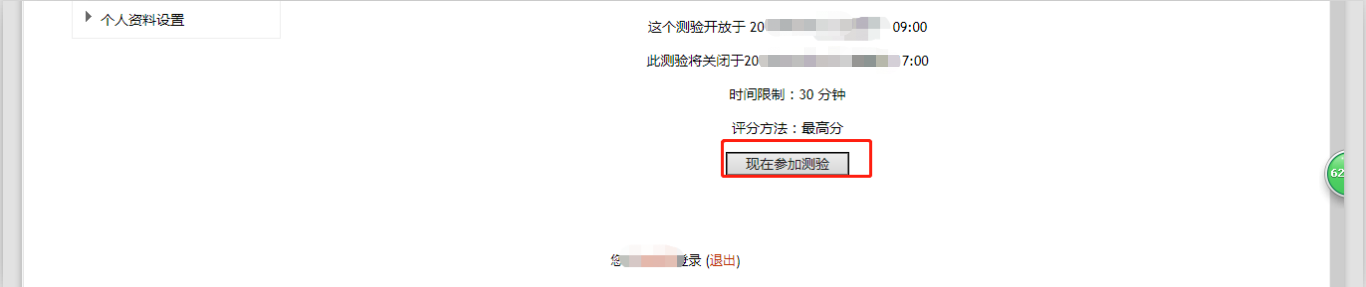 个人资料设置
这个测验开放于 20 09:00
此测验将关闭于20 7:00
时间限制：30 分钟
评分方法：最高分
现在参加测验
62
您 登录 (退出)